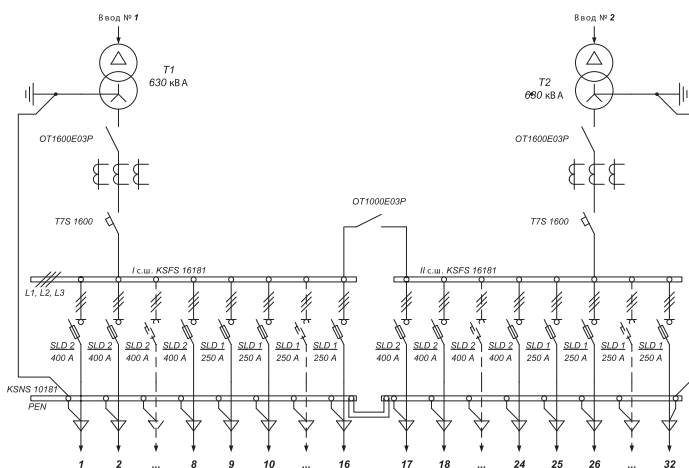 Ввод № 1
Ввод № 2
T1
630 кВА
T2
630 кВА
OT1600E03P
OT1600E03P
OT1000E03P
T7S 1600
T7S 1600
I с.ш. KSFS 16181
II с.ш. KSFS 16181
L1, L2, L3
SLD 2 SLD 2 SLD 2 SLD 2 SLD 1 SLD 1 SLD 1 SLD 1 SLD 2 SLD 2 SLD 2 SLD 2 SLD 1 SLD 1 SLD 1 SLD 1
400 A 400 A 400 A 400 A 250 A 250 A 250 A 250 A 400 A 400 A 400 A 400 A 250 A 250 A 250 A 250 A
KSNS 10181
PEN
1 2 ... 8 9 10 ... 16 17 18 ... 24 25 26 ... 32